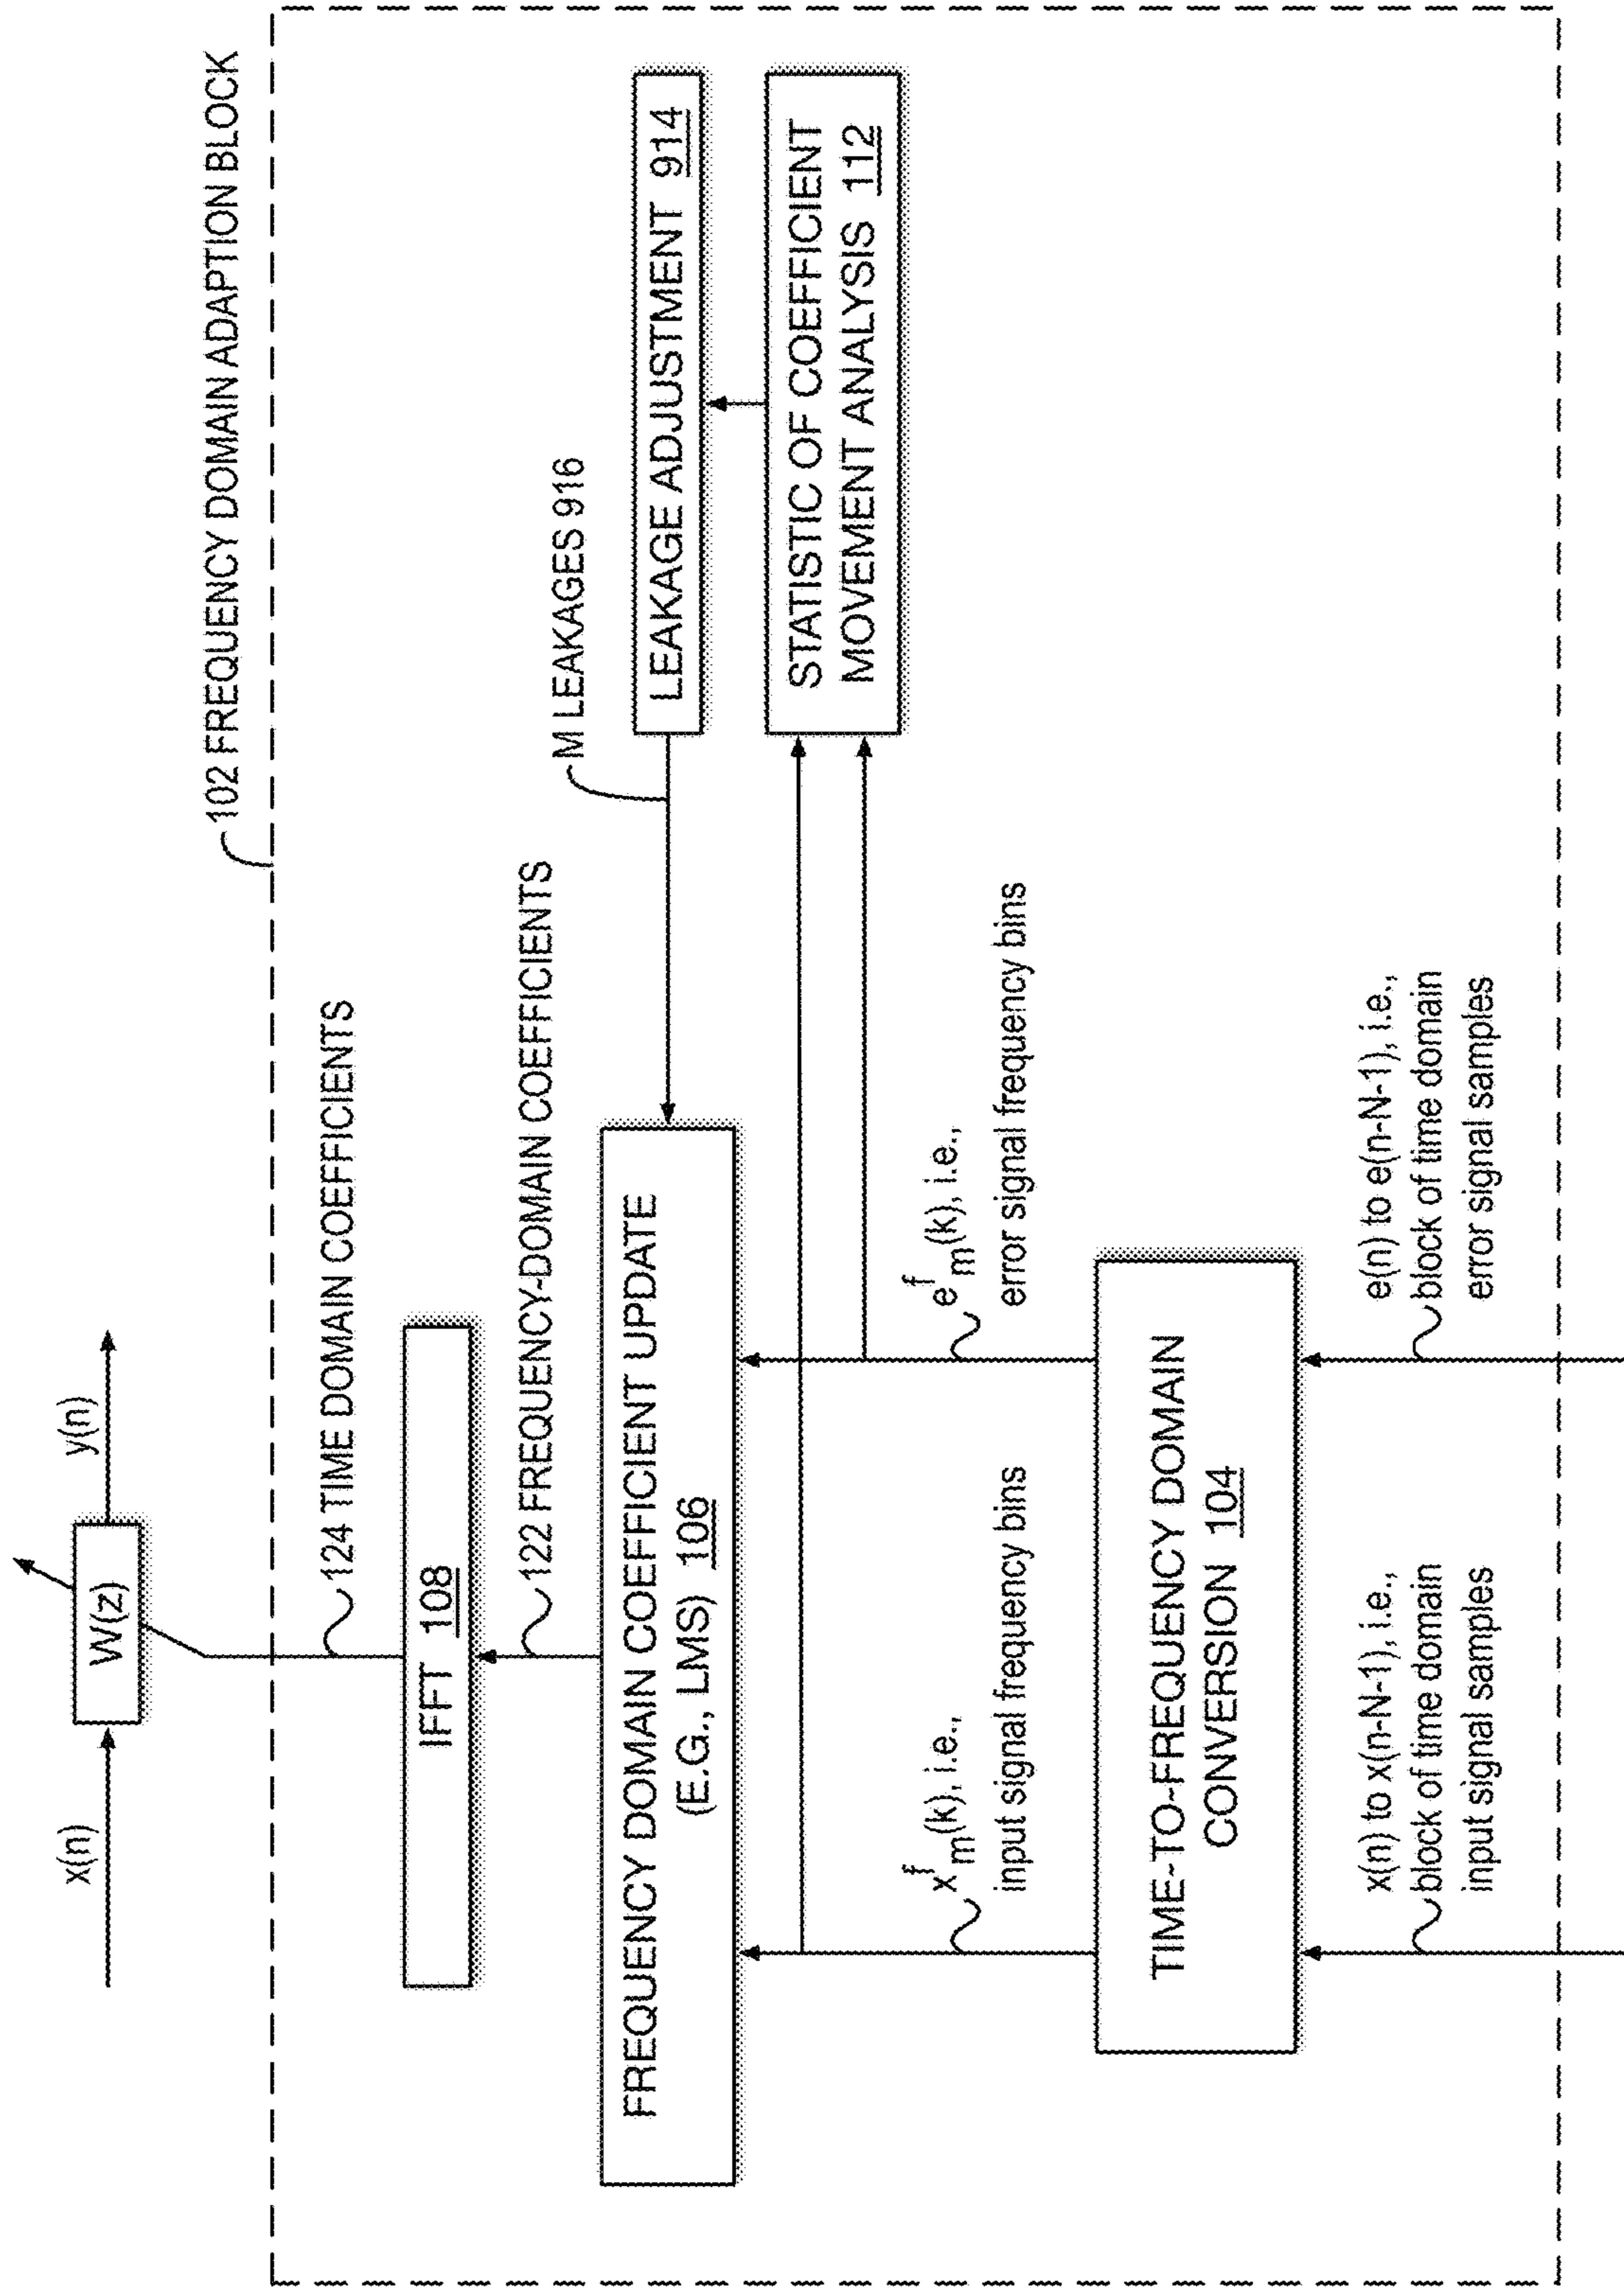 x(n)
W(z)
y(n)
102 FREQUENCY DOMAIN ADAPTION BLOCK
124 TIME DOMAIN COEFFICIENTS
IFFT 108
122 FREQUENCY-DOMAIN COEFFICIENTS
M LEAKAGES 916
FREQUENCY DOMAIN COEFFICIENT UPDATE
(E.G., LMS) 106
LEAKAGE ADJUSTMENT 914
STATISTIC OF COEFFICIENT
MOVEMENT ANALYSIS 112
x^f_m(k), i.e.,
input signal frequency bins
e^f_m(k), i.e.,
error signal frequency bins
TIME-TO-FREQUENCY DOMAIN
CONVERSION 104
x(n) to x(n-N-1), i.e.,
block of time domain
input signal samples
e(n) to e(n-N-1), i.e.,
block of time domain
error signal samples